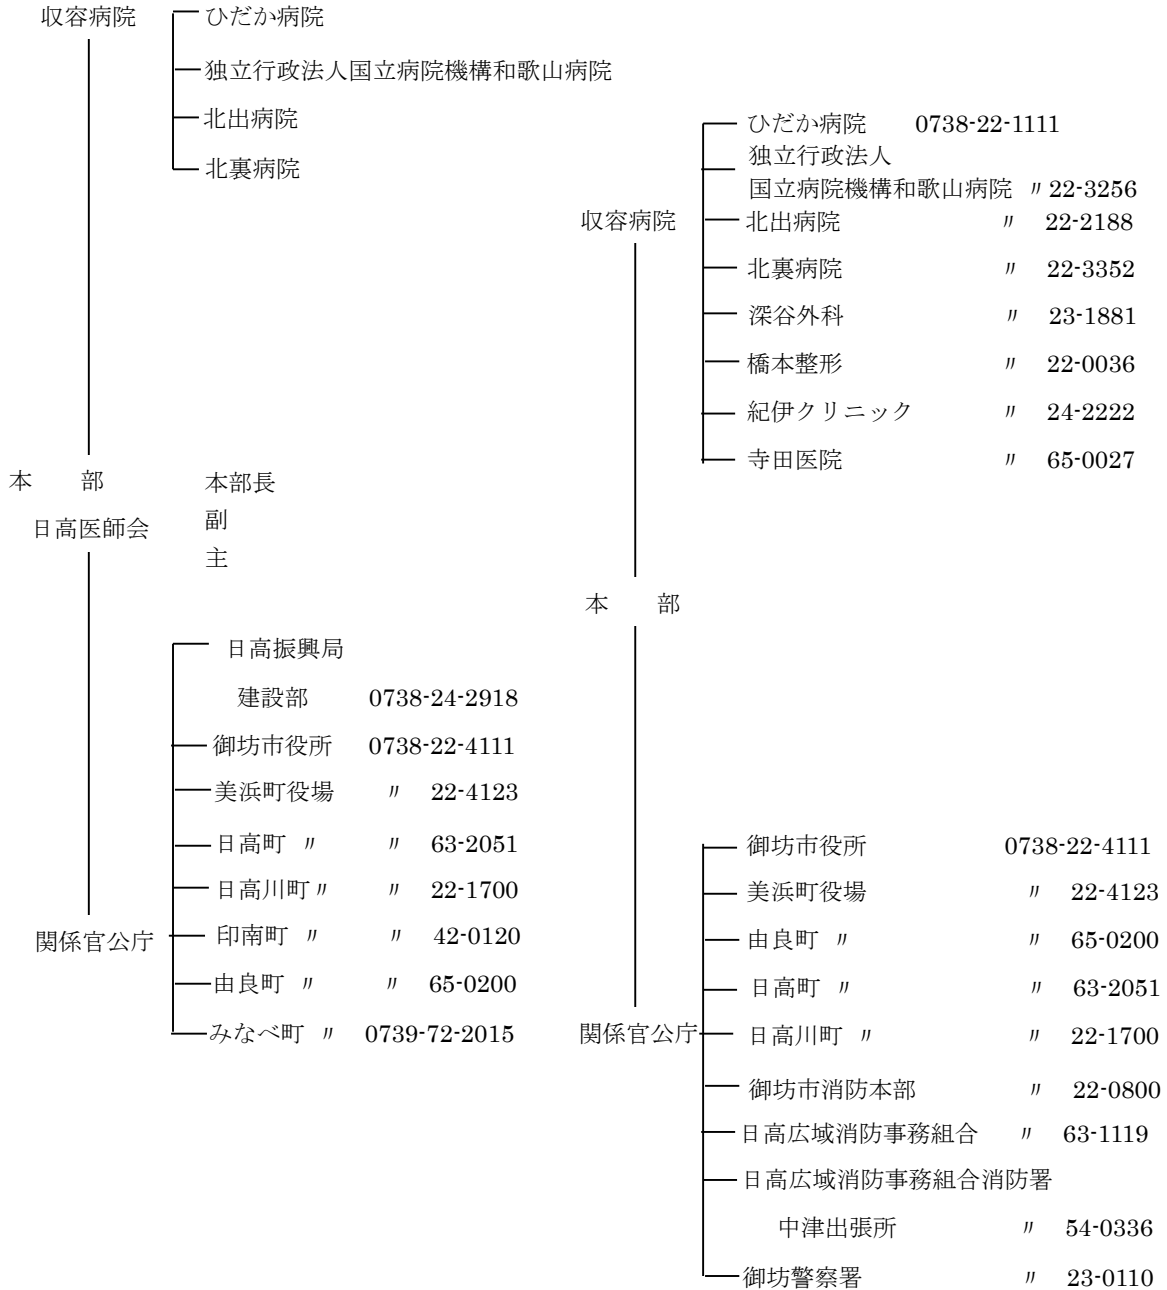 収容病院
ひだか病院
独立行政法人国立病院機構和歌山病院
北出病院
北裏病院
本　　部
日高医師会
本部長
副
主
日高振興局
建設部 0738-24-2918
御坊市役所 0738-22-4111
美浜町役場 〃 22-4123
日高町 〃 〃 63-2051
日高川町〃 〃 22-1700
関係官公庁
印南町 〃 〃 42-0120
由良町 〃 〃 65-0200
みなべ町 〃 0739-72-2015
ひだか病院 0738-22-1111
独立行政法人
国立病院機構和歌山病院 〃22-3256
収容病院
北出病院 〃 22-2188
北裏病院 〃 22-3352
深谷外科 〃 23-1881
橋本整形 〃 22-0036
紀伊クリニック 〃 24-2222
寺田医院 〃 65-0027
本　　部
御坊市役所 0738-22-4111
美浜町役場 〃 22-4123
由良町 〃 〃 65-0200
日高町 〃 〃 63-2051
関係官公庁
日高川町 〃 〃 22-1700
御坊市消防本部 〃 22-0800
日高広域消防事務組合 〃 63-1119
日高広域消防事務組合消防署
中津出張所 〃 54-0336
御坊警察署 〃 23-0110